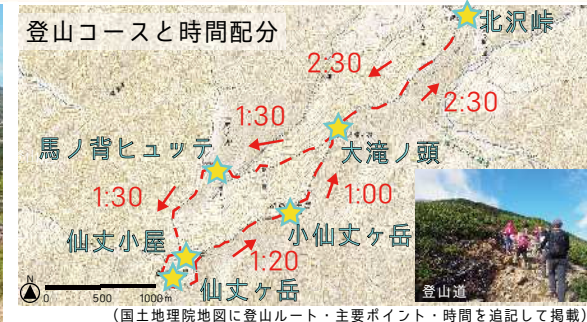 登山コースと時間配分
北沢峠
2:30
2:30
1:30
馬ノ背ヒュッテ
大滝ノ頭
1:30
1:00
小仙丈ヶ岳
仙丈小屋
1:20
仙丈ヶ岳
N
0 500 1000m
登山道
(国土地理院地図に登山ルート・主要ポイント・時間を追記して掲載)